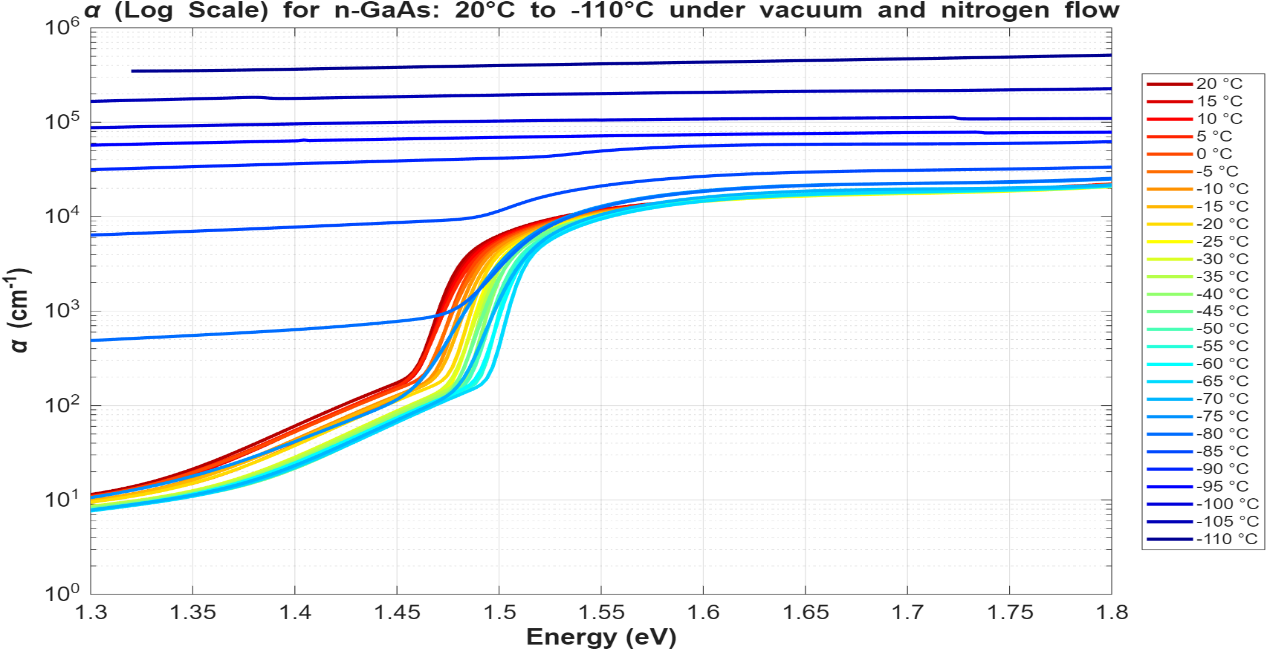 α (Log Scale) for n-GaAs: 20°C to -110°C under vacuum and nitrogen flow
10⁶
10⁵
10⁴
10³
10²
10¹
10⁰
α (cm⁻¹)
1.3 1.35 1.4 1.45 1.5 1.55 1.6 1.65 1.7 1.75 1.8
Energy (eV)
20 °C
15 °C
10 °C
5 °C
0 °C
-5 °C
-10 °C
-15 °C
-20 °C
-25 °C
-30 °C
-35 °C
-40 °C
-45 °C
-50 °C
-55 °C
-60 °C
-65 °C
-70 °C
-75 °C
-80 °C
-85 °C
-90 °C
-95 °C
-100 °C
-105 °C
-110 °C